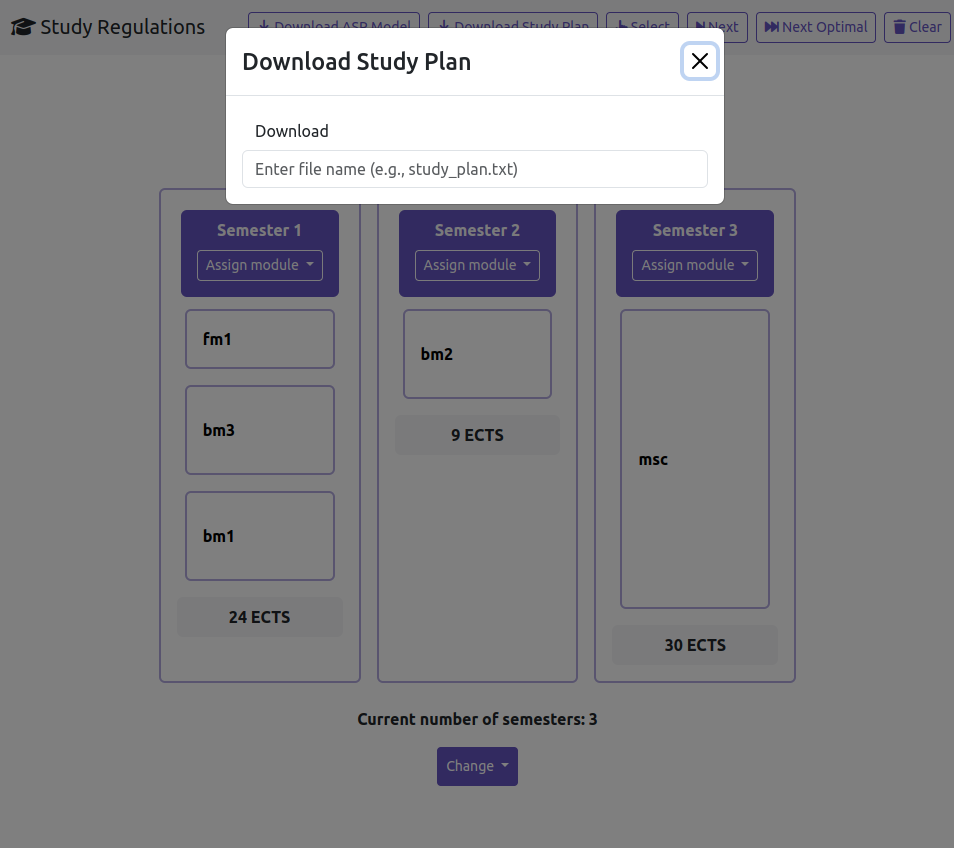 Study Regulations
Download ASP Model
Download Study Plan
Select
Next
Next Optimal
Clear
Download Study Plan
Download
Enter file name (e.g., study_plan.txt)
Semester 1
Assign module
fm1
bm3
bm1
24 ECTS
Semester 2
Assign module
bm2
9 ECTS
Semester 3
Assign module
msc
30 ECTS
Current number of semesters: 3
Change